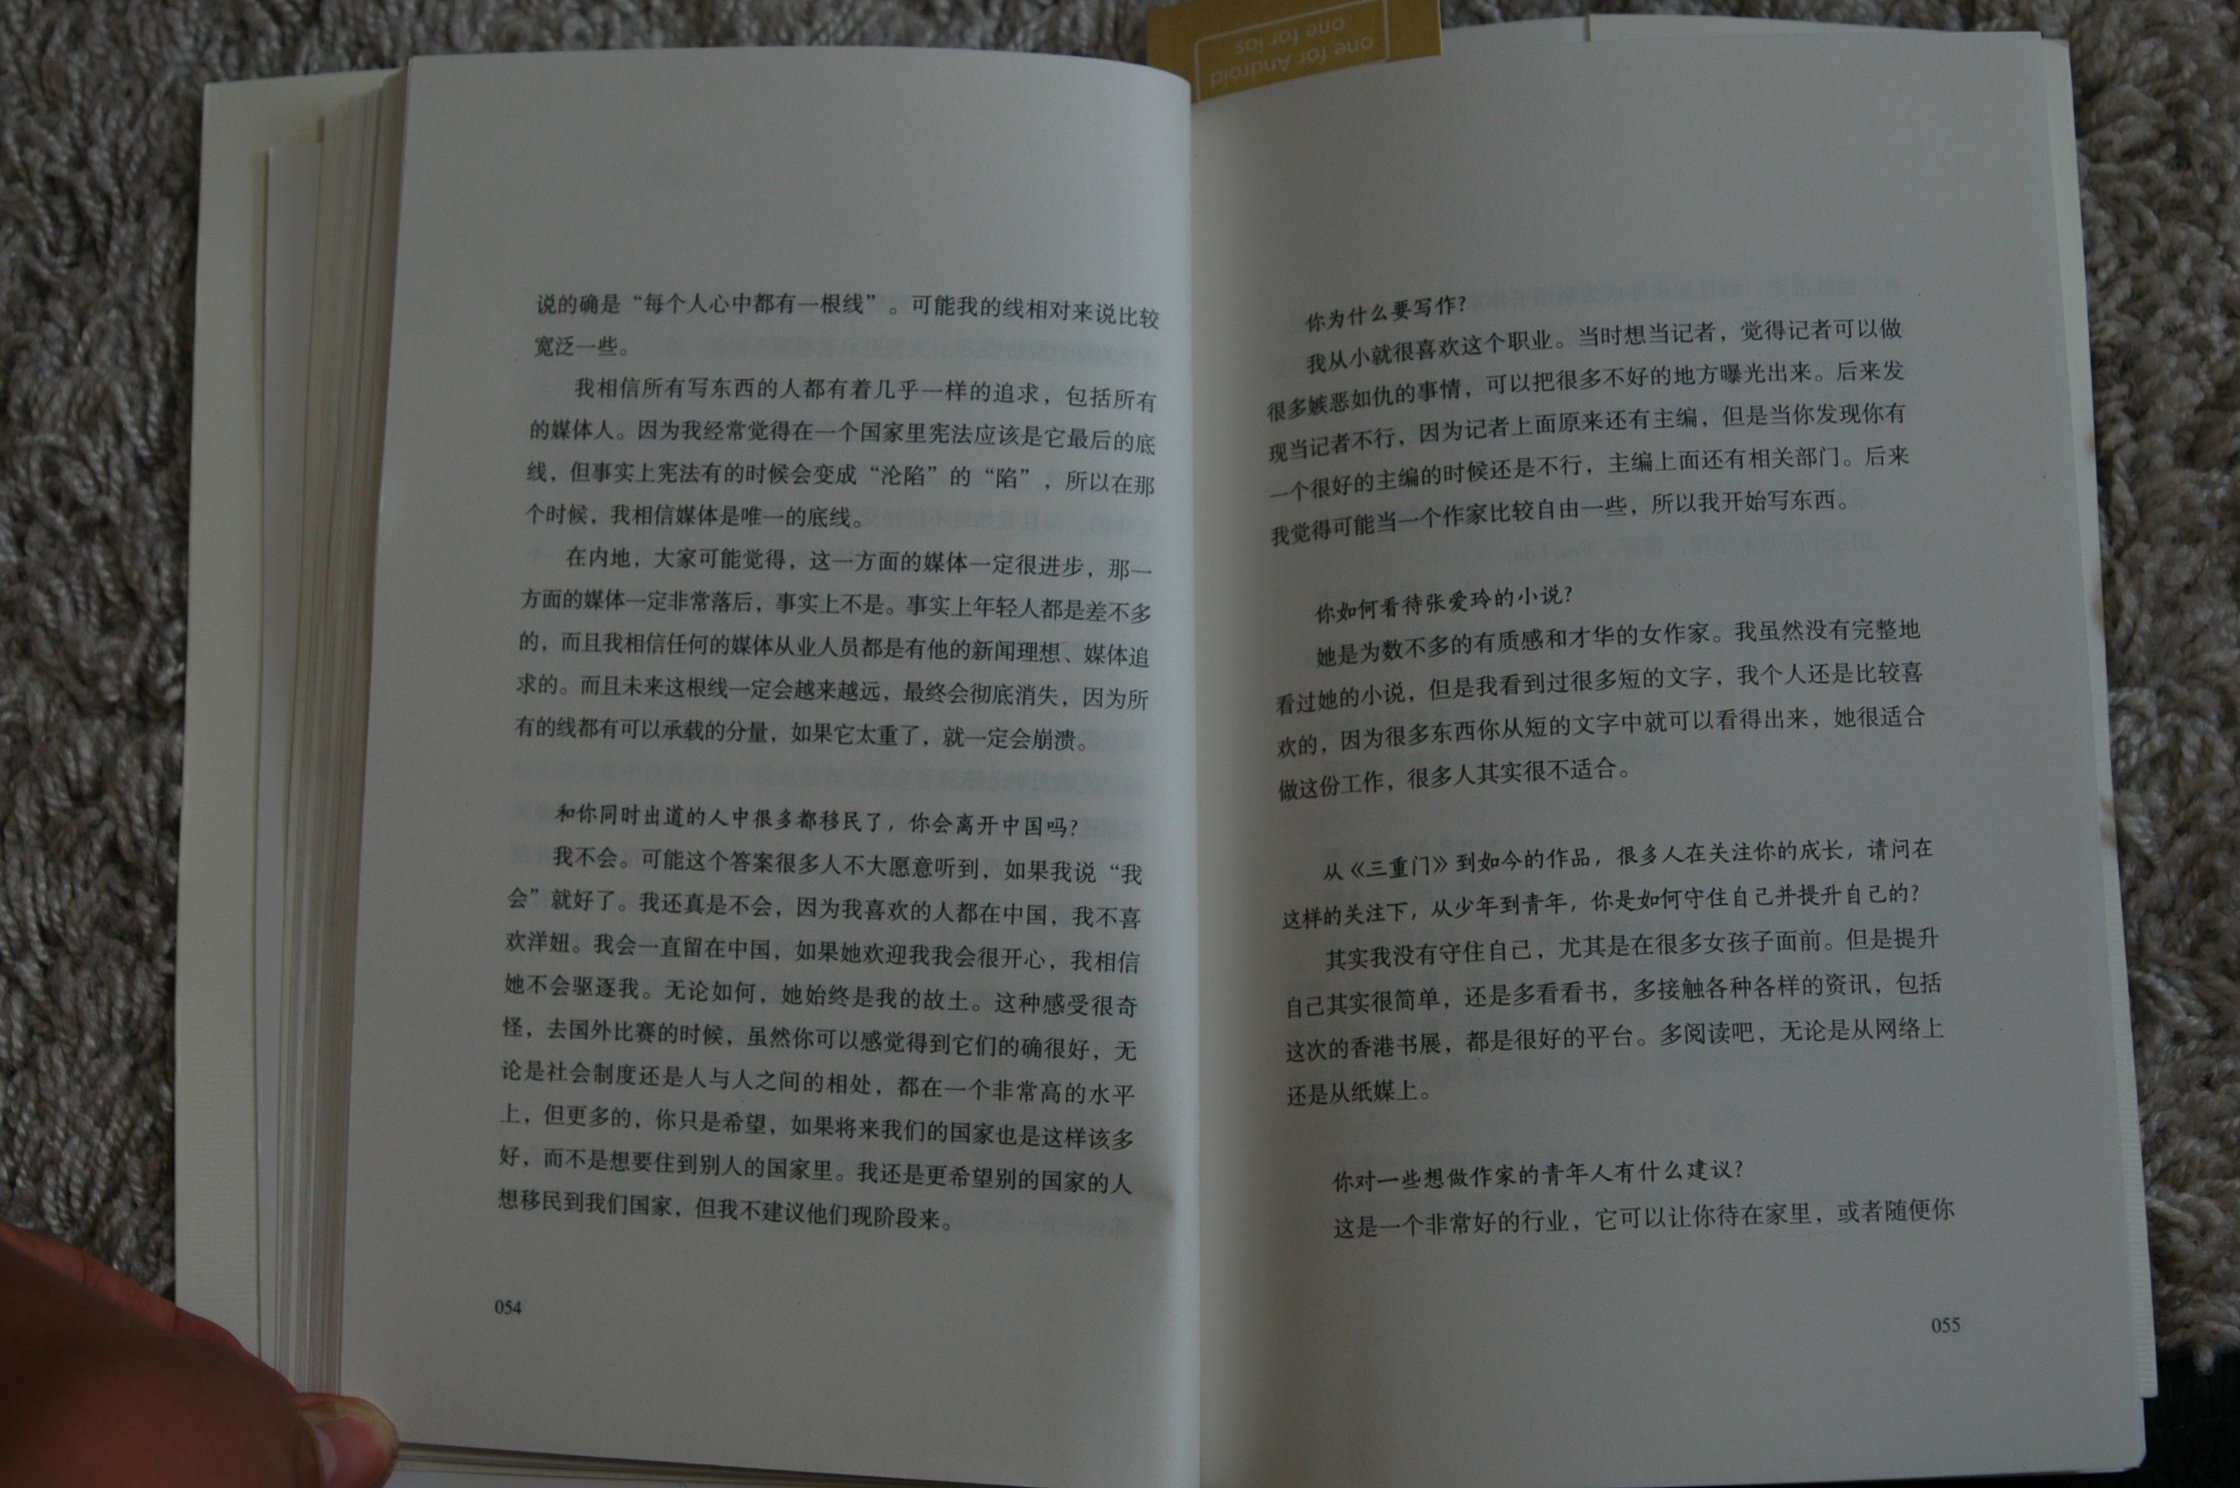 one for Android
one for ios
说的确是“每个人心中都有一根线”。可能我的线相对来说比较
宽泛一些。
我相信所有写东西的人都有着几乎一样的追求，包括所有
的媒体人。因为我经常觉得在一个国家里宪法应该是它最后的底
线，但事实上宪法有的时候会变成“沦陷”的“陷”，所以在那
个时候，我相信媒体是唯一的底线。
在内地，大家可能觉得，这一方面的媒体一定很进步，那一
方面的媒体一定非常落后，事实上不是。事实上年轻人都是差不多
的，而且我相信任何的媒体从业人员都是有他的新闻理想、媒体追
求的。而且未来这根线一定会越来越远，最终会彻底消失，因为所
有的线都有可以承载的分量，如果它太重了，就一定会崩溃。
和你同时出道的人中很多都移民了，你会离开中国吗？
我不会。可能这个答案很多人不大愿意听到，如果我说“我
会”就好了。我还真是不会，因为我喜欢的人都在中国，我不喜
欢洋妞。我会一直留在中国，如果她欢迎我我会很开心，我相信
她不会驱逐我。无论如何，她始终是我的故土。这种感受很奇
怪，去国外比赛的时候，虽然你可以感觉得到它们的确很好，无
论是社会制度还是人与人之间的相处，都在一个非常高的水平
上，但更多的，你只是希望，如果将来我们的国家也是这样该多
好，而不是想要住到别人的国家里。我还是更希望别的国家的人
想移民到我们国家，但我不建议他们现阶段来。
054
你为什么要写作？
我从小就很喜欢这个职业。当时想当记者，觉得记者可以做
很多嫉恶如仇的事情，可以把很多不好的地方曝光出来。后来发
现当记者不行，因为记者上面原来还有主编，但是当你发现你有
一个很好的主编的时候还是不行，主编上面还有相关部门。后来
我觉得可能当一个作家比较自由一些，所以我开始写东西。
你如何看待张爱玲的小说？
她是为数不多的有质感和才华的女作家。我虽然没有完整地
看过她的小说，但是我看到过很多短的文字，我个人还是比较喜
欢的，因为很多东西你从短的文字中就可以看得出来，她很适合
做这份工作，很多人其实很不适合。
从《三重门》到如今的作品，很多人在关注你的成长，请问在
这样的关注下，从少年到青年，你是如何守住自己并提升自己的？
其实我没有守住自己，尤其是在很多女孩子面前。但是提升
自己其实很简单，还是多看看书，多接触各种各样的资讯，包括
这次的香港书展，都是很好的平台。多阅读吧，无论是从网络上
还是从纸媒上。
你对一些想做作家的青年人有什么建议？
这是一个非常好的行业，它可以让你待在家里，或者随便你
055